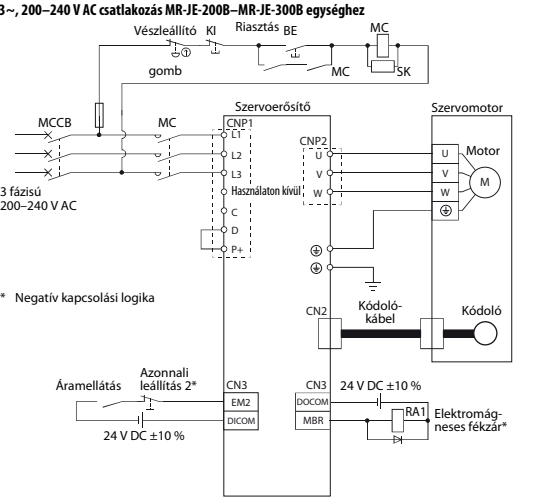 3~, 200–240 V AC csatlakozás MR-JE-200B–MR-JE-300B egységhez
Vészleállító KI Riasztás BE MC
gomb MC SK
Szervoerősítő Szervomotor
MCCB MC CNP1 CNP2
L1 U U Motor
L2 V V M
L3 W W
Használaton kívül
3 fázisú
200–240 V AC
C
D
P+
* Negatív kapcsolási logika
CN2 Kódoló-
kábel Kódoló
Azonnali
Áramellátás leállítás 2* CN3 CN3 24 V DC ±10 %
EM2 DOCOM
DICOM MBR RA1 Elektromág-
neses fékzár*
24 V DC ±10 %